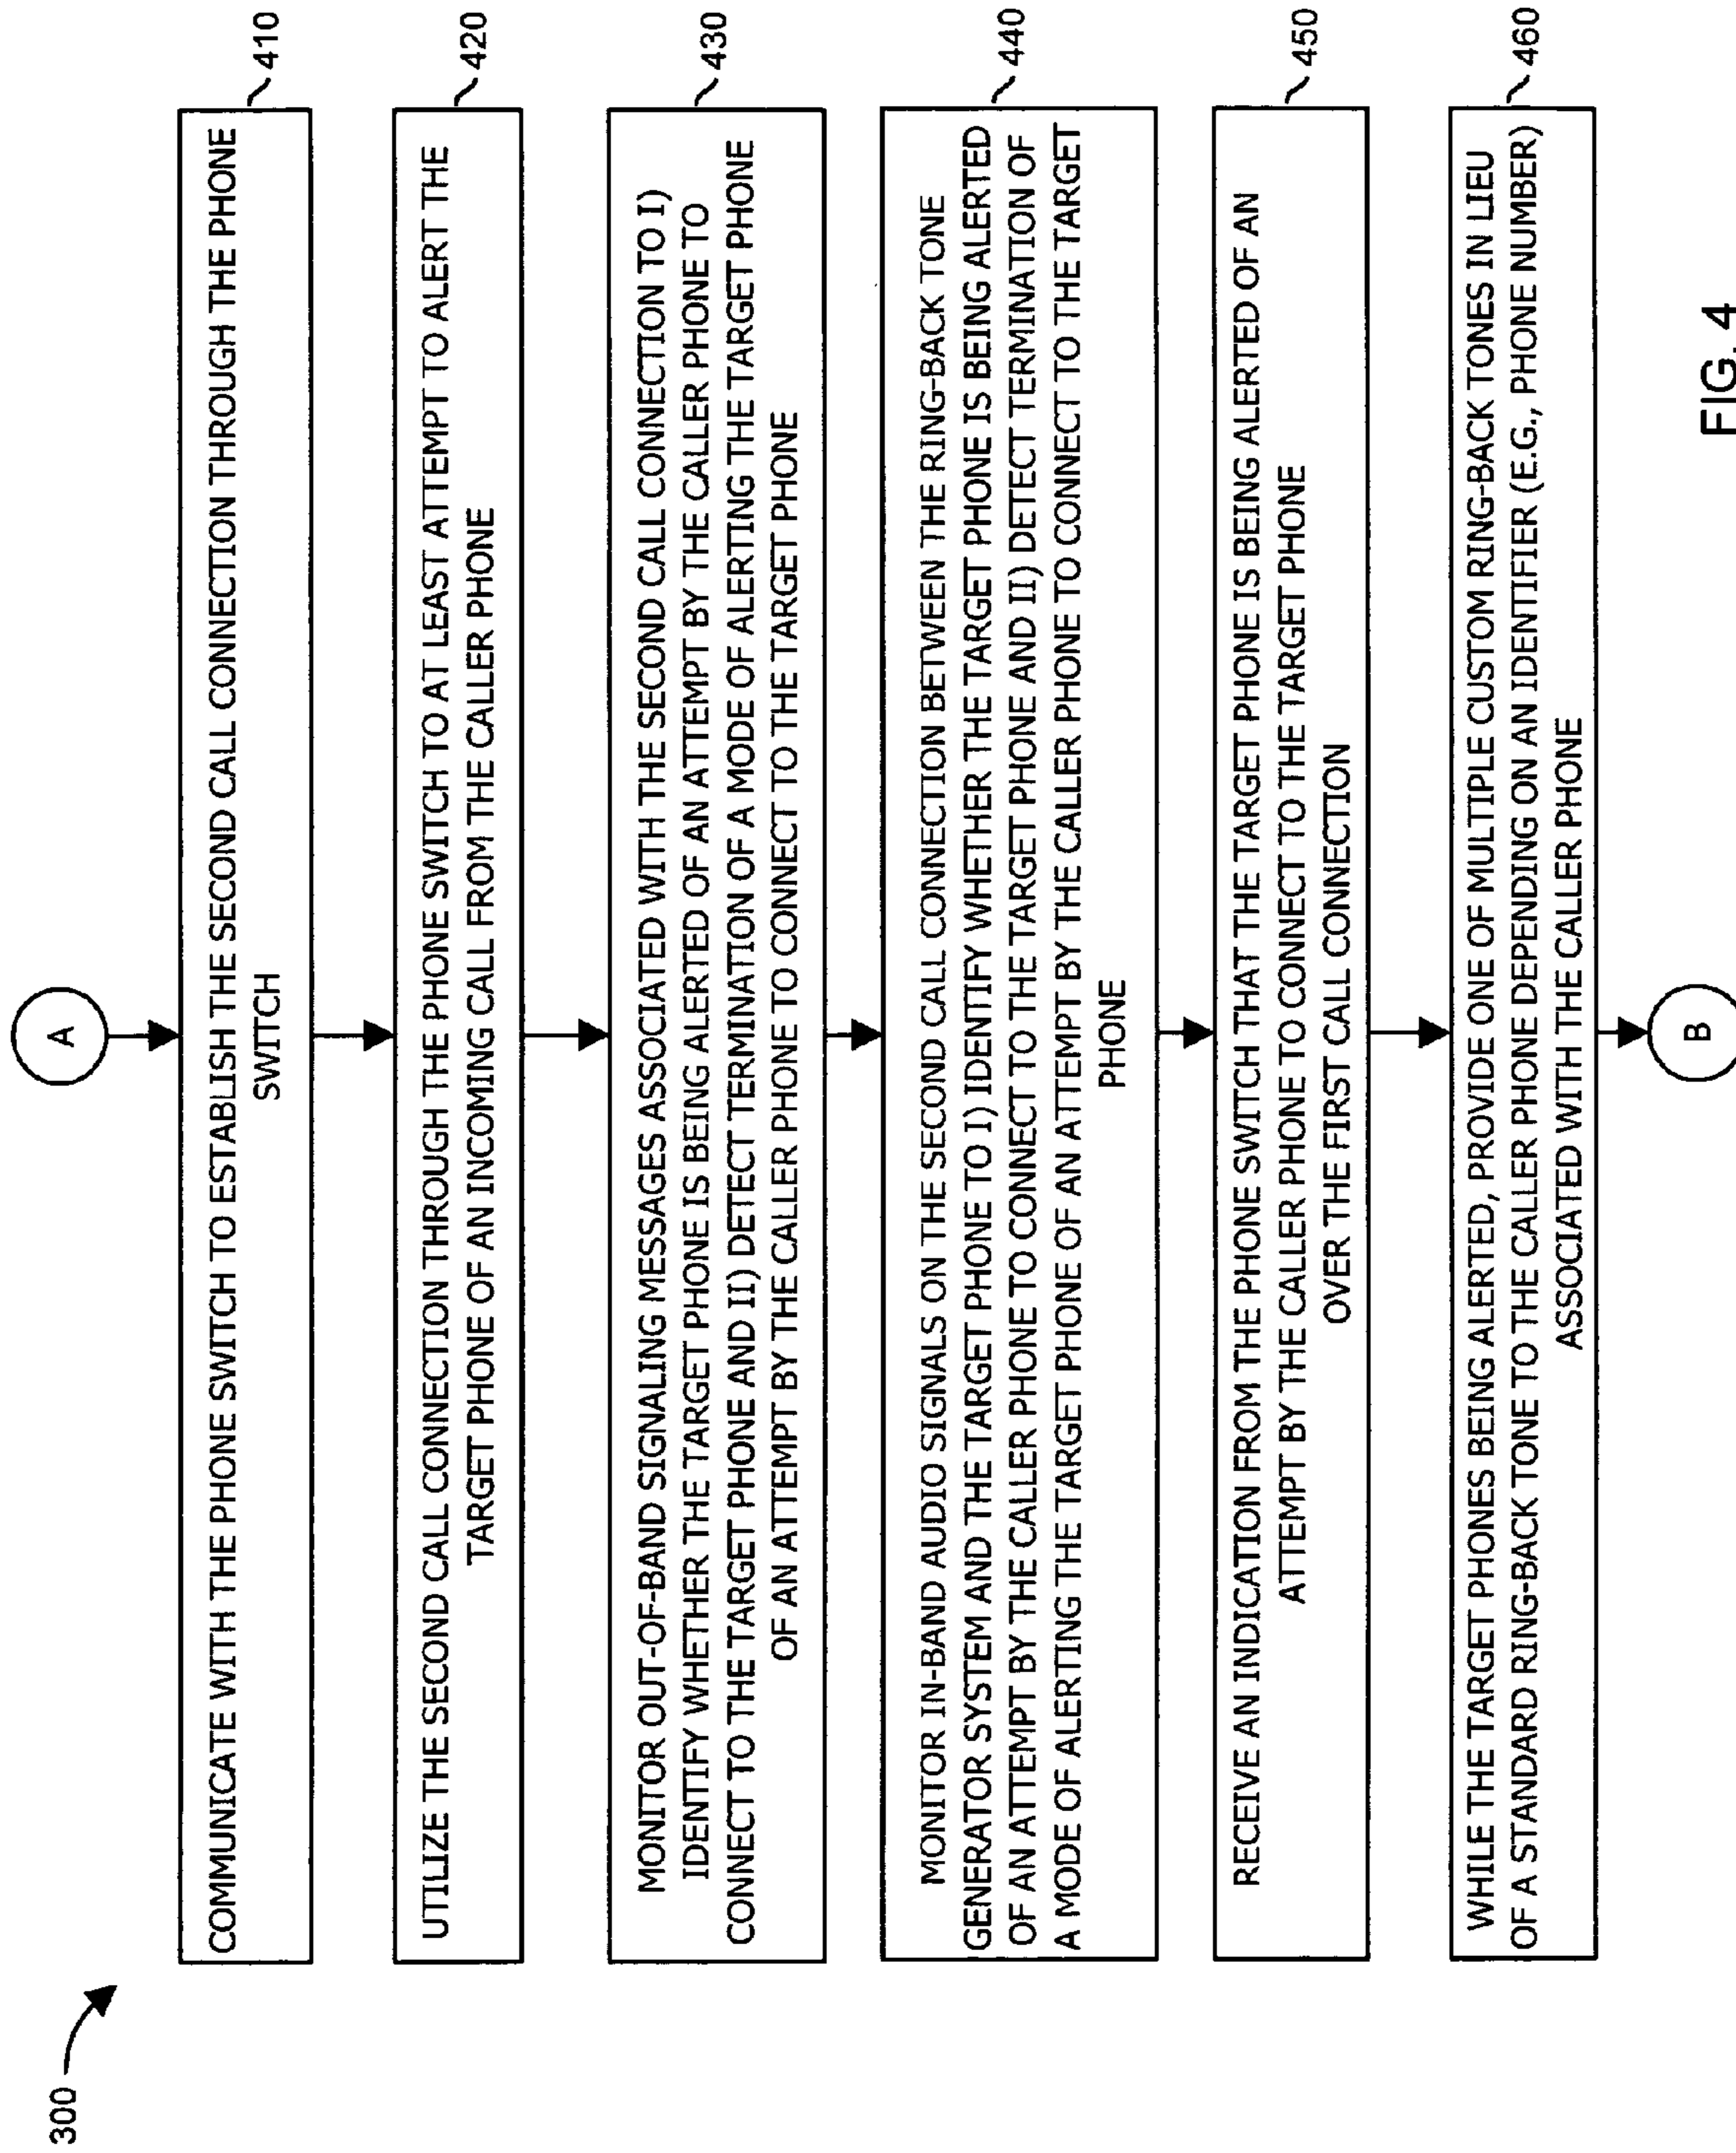 300
A
COMMUNICATE WITH THE PHONE SWITCH TO ESTABLISH THE SECOND CALL CONNECTION THROUGH THE PHONE
SWITCH
410
UTILIZE THE SECOND CALL CONNECTION THROUGH THE PHONE SWITCH TO AT LEAST ATTEMPT TO ALERT THE
TARGET PHONE OF AN INCOMING CALL FROM THE CALLER PHONE
420
MONITOR OUT-OF-BAND SIGNALING MESSAGES ASSOCIATED WITH THE SECOND CALL CONNECTION TO I)
IDENTIFY WHETHER THE TARGET PHONE IS BEING ALERTED OF AN ATTEMPT BY THE CALLER PHONE TO
CONNECT TO THE TARGET PHONE AND II) DETECT TERMINATION OF A MODE OF ALERTING THE TARGET PHONE
OF AN ATTEMPT BY THE CALLER PHONE TO CONNECT TO THE TARGET PHONE
430
MONITOR IN-BAND AUDIO SIGNALS ON THE SECOND CALL CONNECTION BETWEEN THE RING-BACK TONE
GENERATOR SYSTEM AND THE TARGET PHONE TO I) IDENTIFY WHETHER THE TARGET PHONE IS BEING ALERTED
OF AN ATTEMPT BY THE CALLER PHONE TO CONNECT TO THE TARGET PHONE AND II) DETECT TERMINATION OF
A MODE OF ALERTING THE TARGET PHONE OF AN ATTEMPT BY THE CALLER PHONE TO CONNECT TO THE TARGET
PHONE
440
RECEIVE AN INDICATION FROM THE PHONE SWITCH THAT THE TARGET PHONE IS BEING ALERTED OF AN
ATTEMPT BY THE CALLER PHONE TO CONNECT TO THE TARGET PHONE
OVER THE FIRST CALL CONNECTION
450
WHILE THE TARGET PHONES BEING ALERTED, PROVIDE ONE OF MULTIPLE CUSTOM RING-BACK TONES IN LIEU
OF A STANDARD RING-BACK TONE TO THE CALLER PHONE DEPENDING ON AN IDENTIFIER (E.G., PHONE NUMBER)
ASSOCIATED WITH THE CALLER PHONE
460
B
FIG. 4